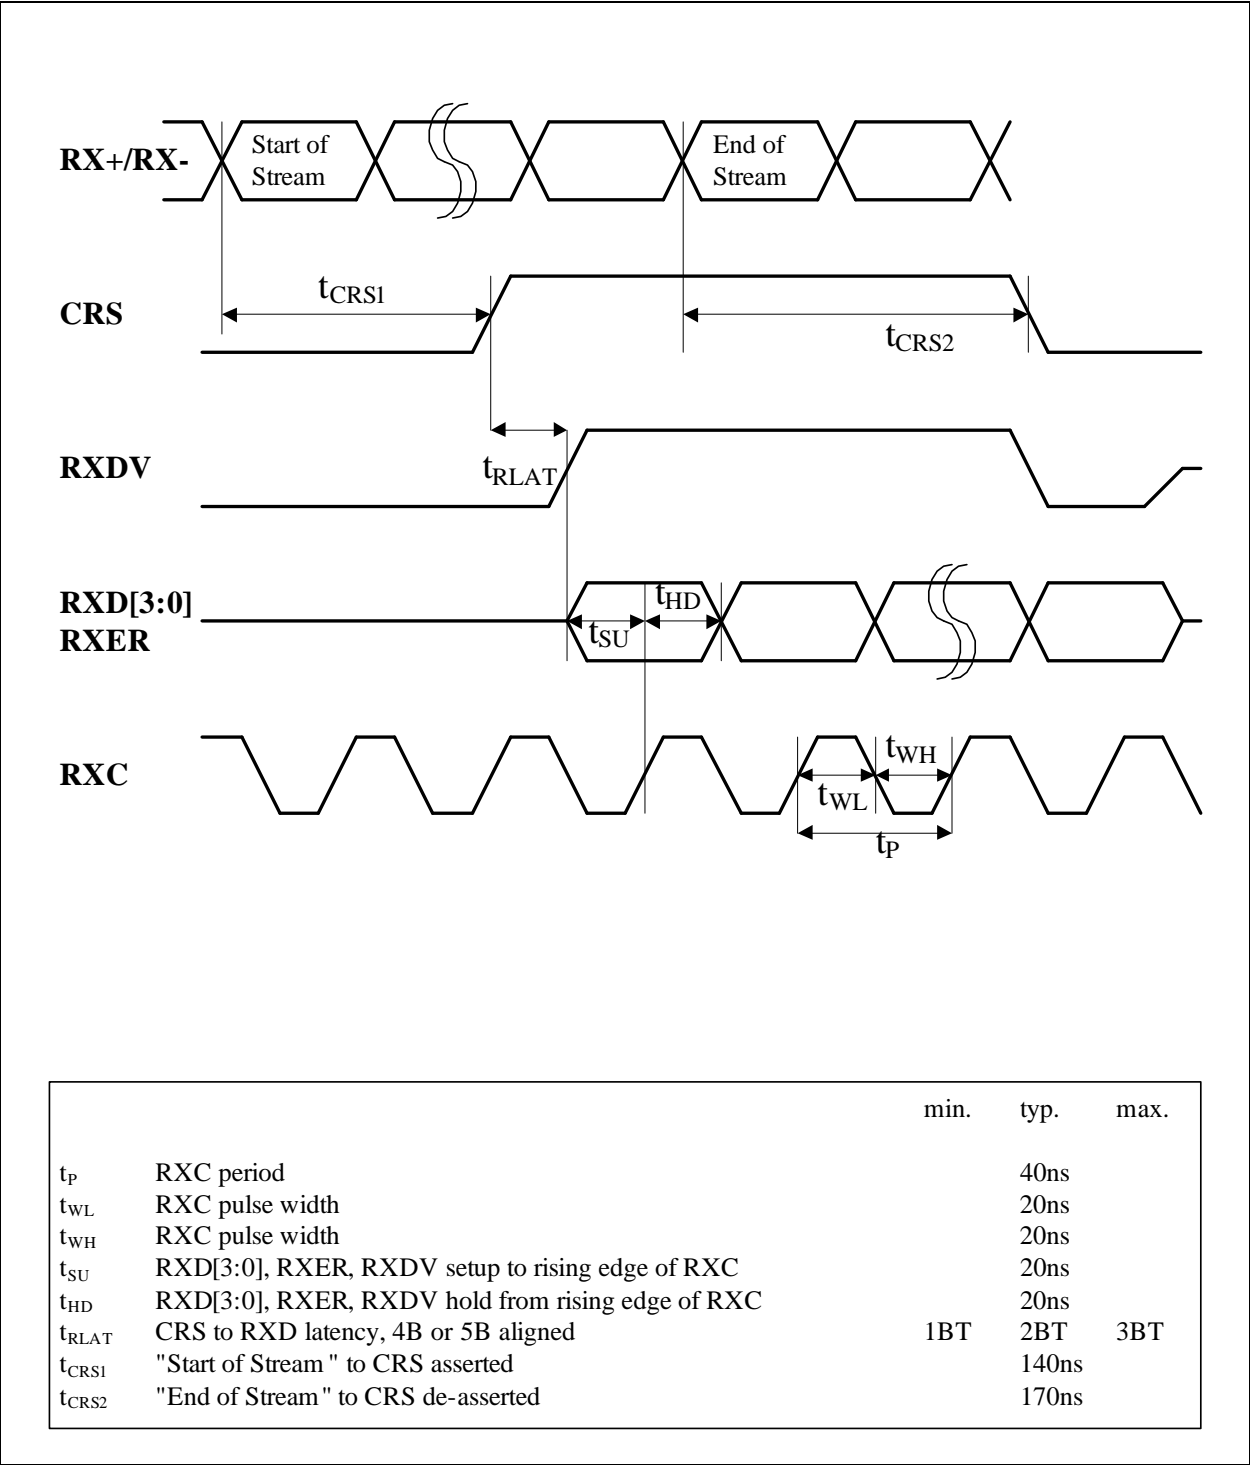 RX+/RX-
Start of
Stream
End of
Stream
CRS
tCRS1
tCRS2
RXDV
tRLAT
RXD[3:0]
RXER
tSU
tHD
RXC
tWL
tWH
tP
min. typ. max.
tP RXC period 40ns
tWL RXC pulse width 20ns
tWH RXC pulse width 20ns
tSU RXD[3:0], RXER, RXDV setup to rising edge of RXC 20ns
tHD RXD[3:0], RXER, RXDV hold from rising edge of RXC 20ns
tRLAT CRS to RXD latency, 4B or 5B aligned 1BT 2BT 3BT
tCRS1 "Start of Stream" to CRS asserted 140ns
tCRS2 "End of Stream" to CRS de-asserted 170ns